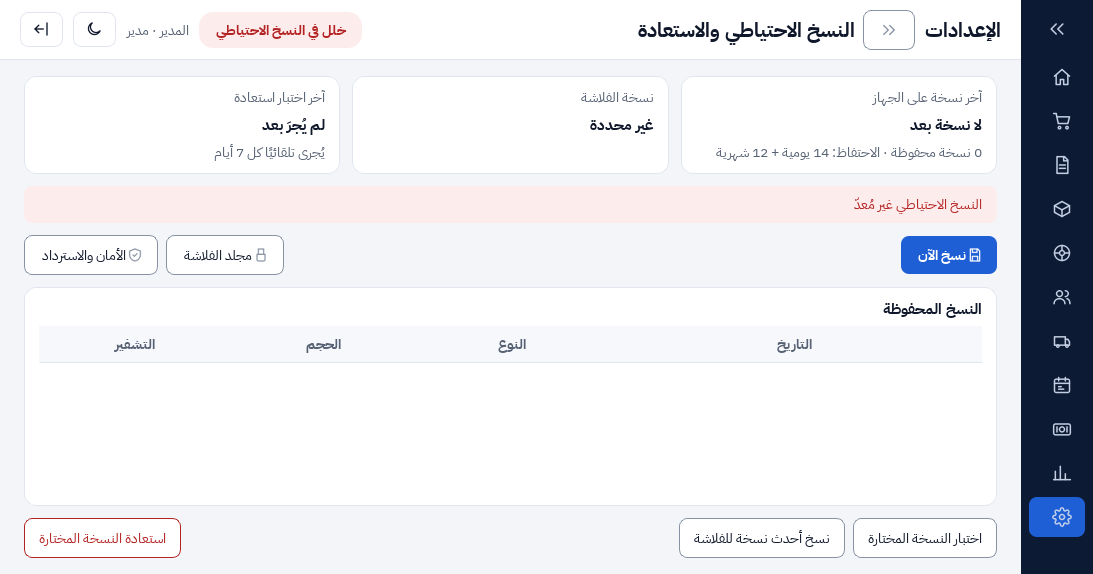 الإعدادات
النسخ الاحتياطي والاستعادة
خلل في النسخ الاحتياطي
المدير · مدير
آخر نسخة على الجهاز
لا نسخة بعد
0 نسخة محفوظة · الاحتفاظ: 14 يومية + 12 شهرية
نسخة الفلاشة
غير محددة
آخر اختبار استعادة
لم يُجرَ بعد
يُجرى تلقائيًا كل 7 أيام
النسخ الاحتياطي غير مُعدّ
نسخ الآن
مجلد الفلاشة
الأمان والاسترداد
النسخ المحفوظة
التاريخ النوع الحجم التشفير
اختبار النسخة المختارة
نسخ أحدث نسخة للفلاشة
استعادة النسخة المختارة